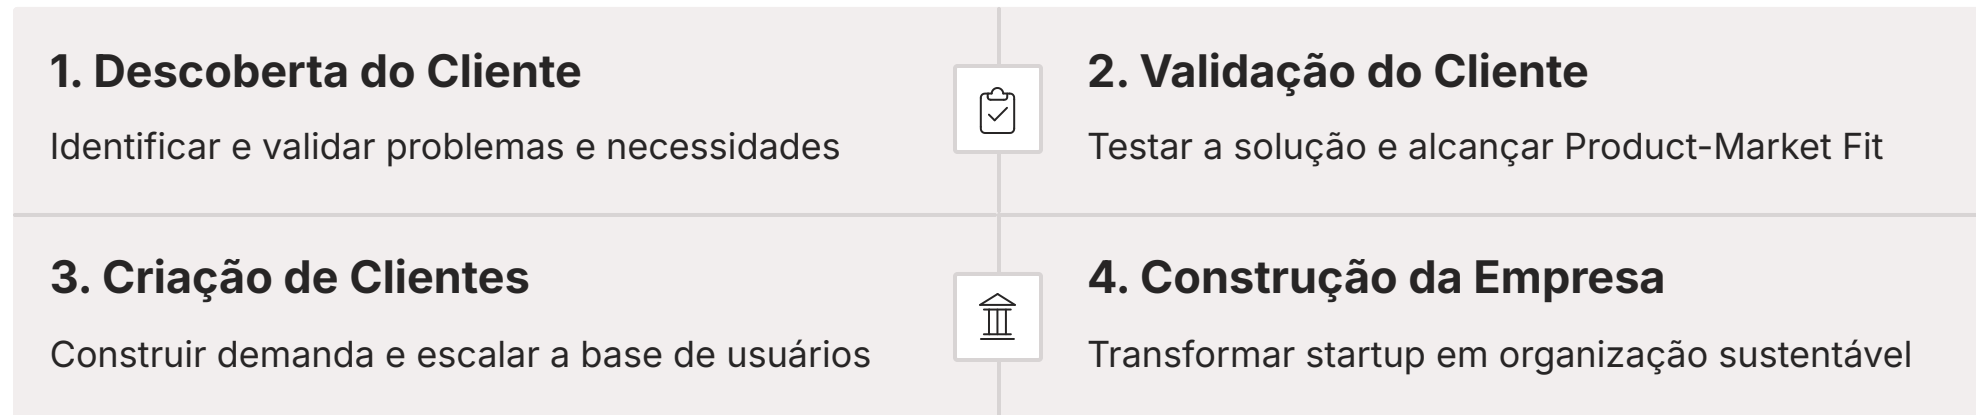 1. Descoberta do Cliente
Identificar e validar problemas e necessidades
2. Validação do Cliente
Testar a solução e alcançar Product-Market Fit
3. Criação de Clientes
Construir demanda e escalar a base de usuários
4. Construção da Empresa
Transformar startup em organização sustentável